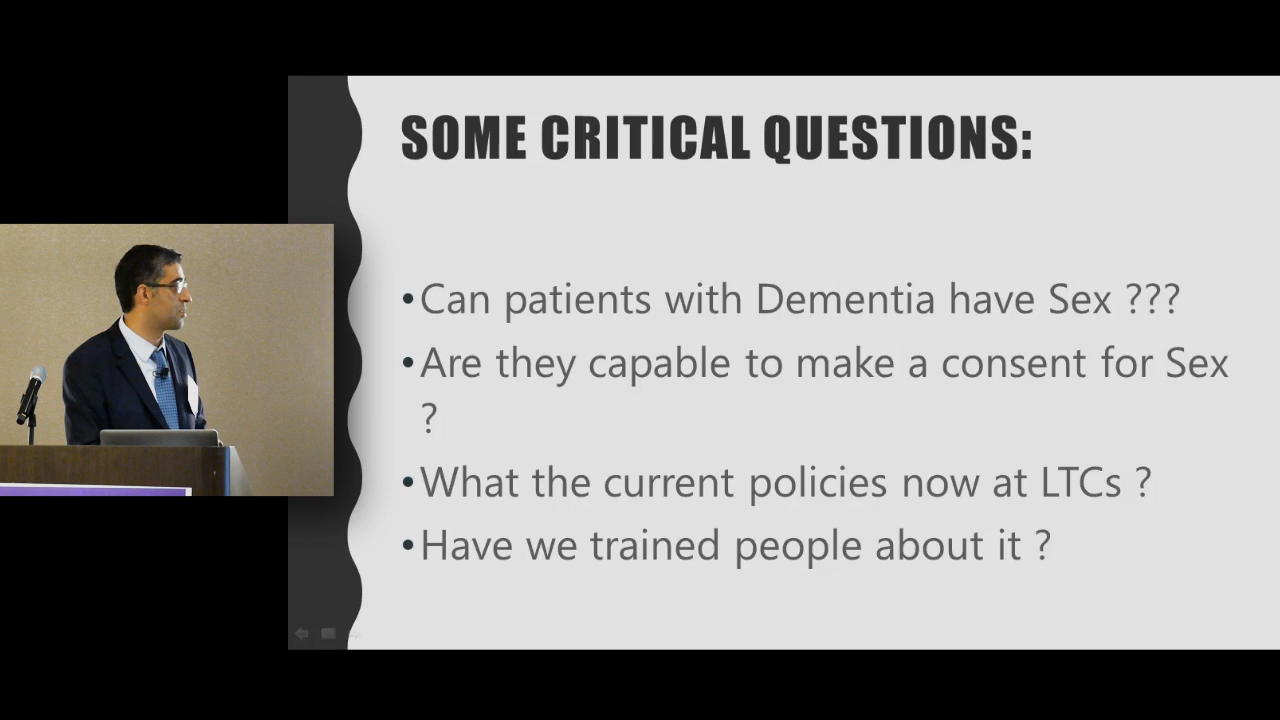 SOME CRITICAL QUESTIONS:
•Can patients with Dementia have Sex ???
•Are they capable to make a consent for Sex
?
•What the current policies now at LTCs ?
•Have we trained people about it ?